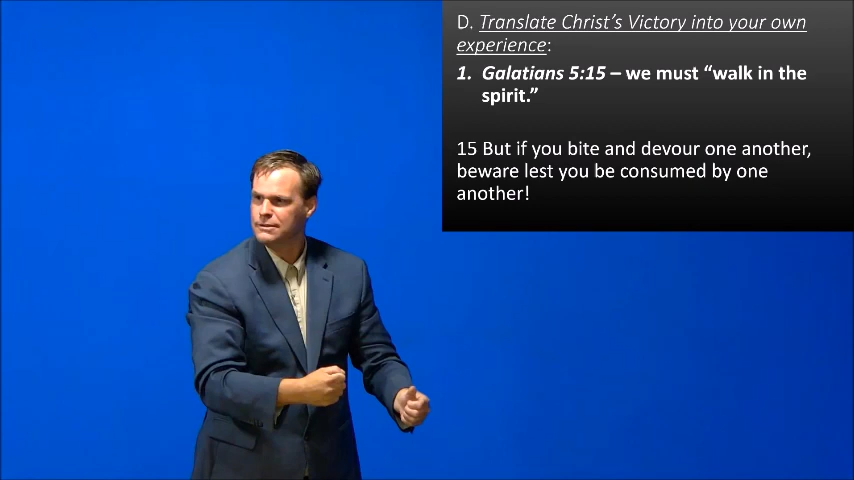 D. Translate Christ’s Victory into your own
experience:
1. Galatians 5:15 – we must “walk in the
spirit.”
15 But if you bite and devour one another,
beware lest you be consumed by one
another!